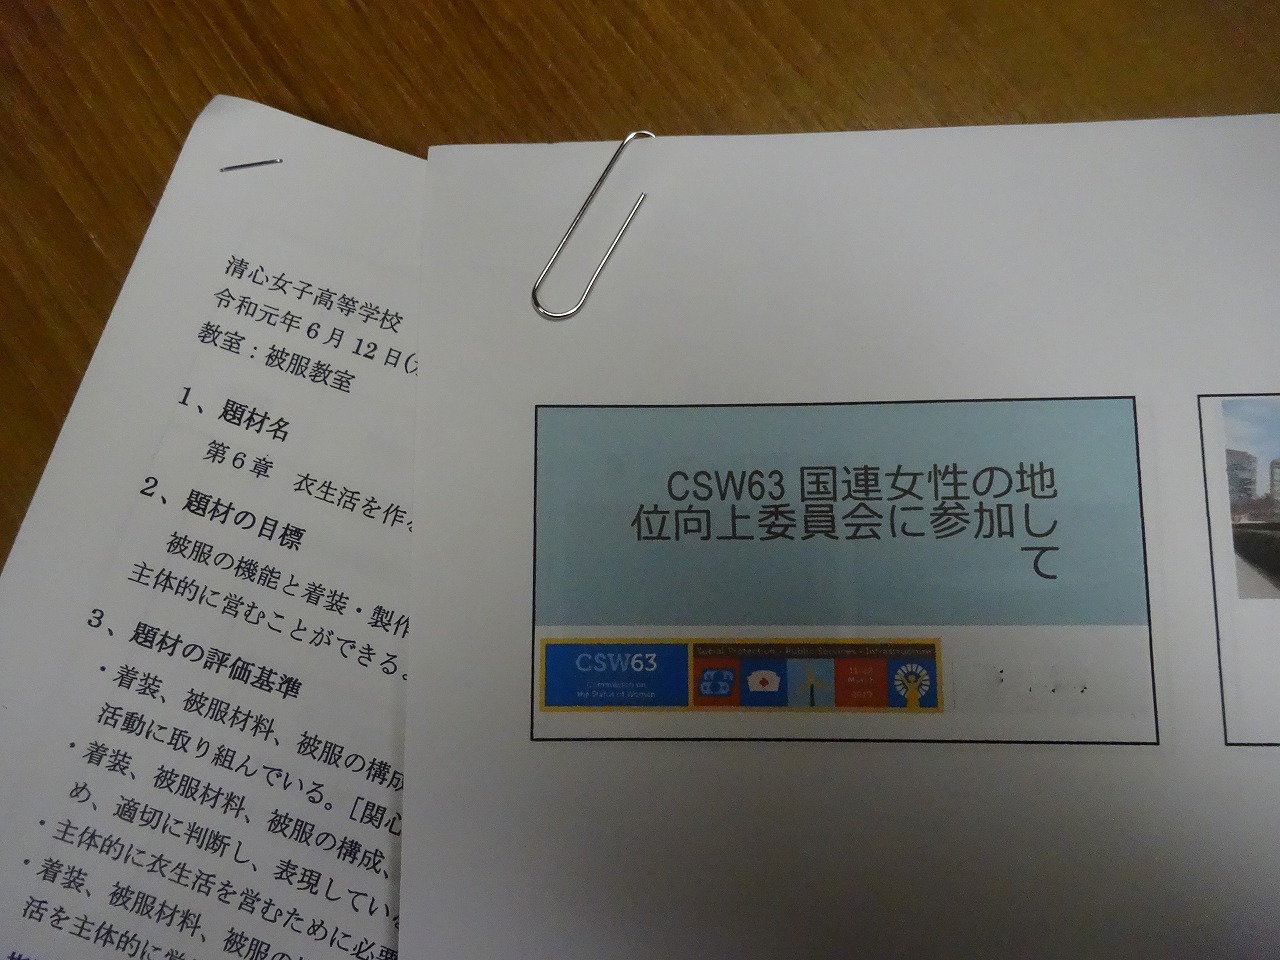 清心女子高等学校
令和元年6月12日(
教室：被服教室
1、題材名
第6章 衣生活を作
2、題材の目標
被服の機能と着装・製作
主体的に営むことができる。
3、題材の評価基準
・着装、被服材料、被服の構成
活動に取り組んでいる。[関心
・着装、被服材料、被服の構成、
め、適切に判断し、表現してい
・主体的に衣生活を営むために必要
・着装、被服材料、被服の
活を主体的に営
CSW63 国連女性の地
位向上委員会に参加し
て
CSW63
Commission on
the Status of Women
Social Protection • Public Services • Infrastructure
March
2019